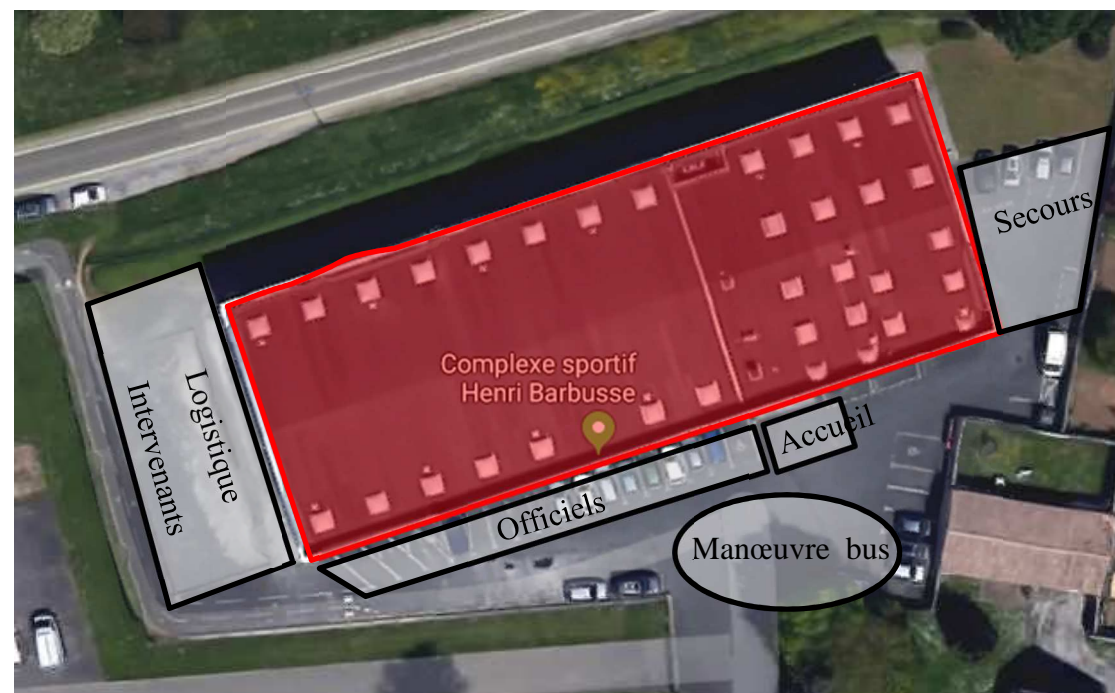 Secours
Complexe sportif
Henri Barbusse
Logistique
Intervenants
Accueil
Officiels
Manœuvre bus